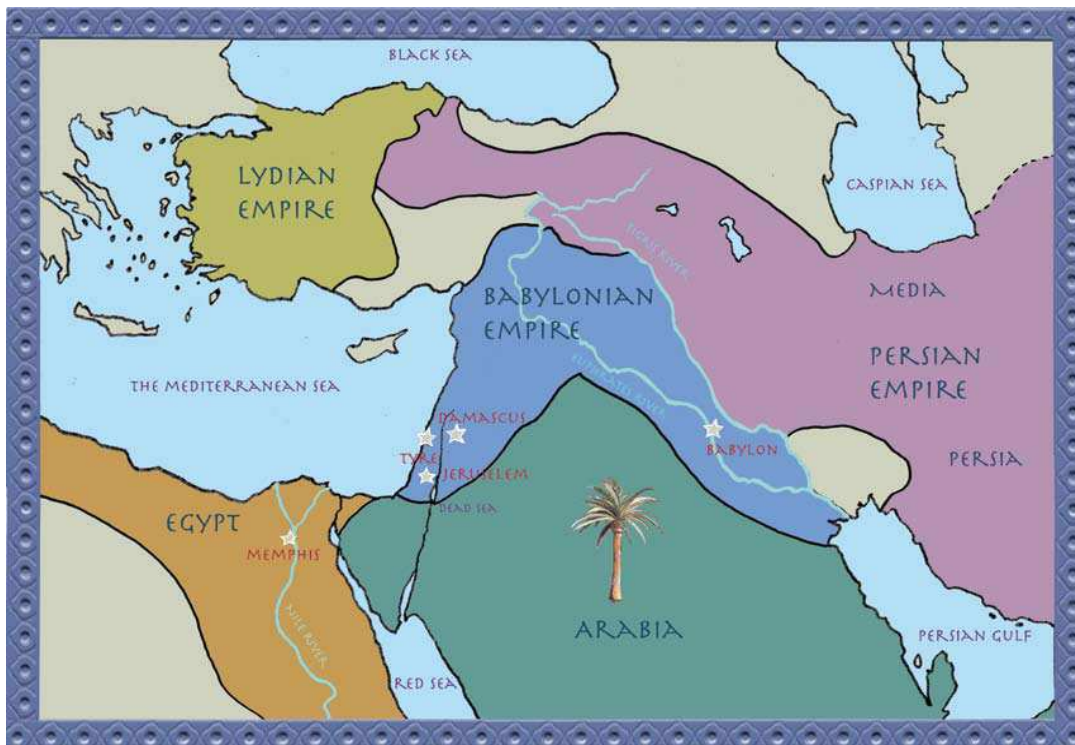 BLACK SEA
LYDIAN
EMPIRE
CASPIAN SEA
TIGRIS RIVER
MEDIA
BABYLONIAN
EMPIRE
PERSIAN
EMPIRE
THE MEDITERRANEAN SEA
EUPHRATES RIVER
DAMASCUS
TYRE
BABYLON
PERSIA
JERUSELEM
DEAD SEA
EGYPT
MEMPHIS
NILE RIVER
ARABIA
PERSIAN GULF
RED SEA